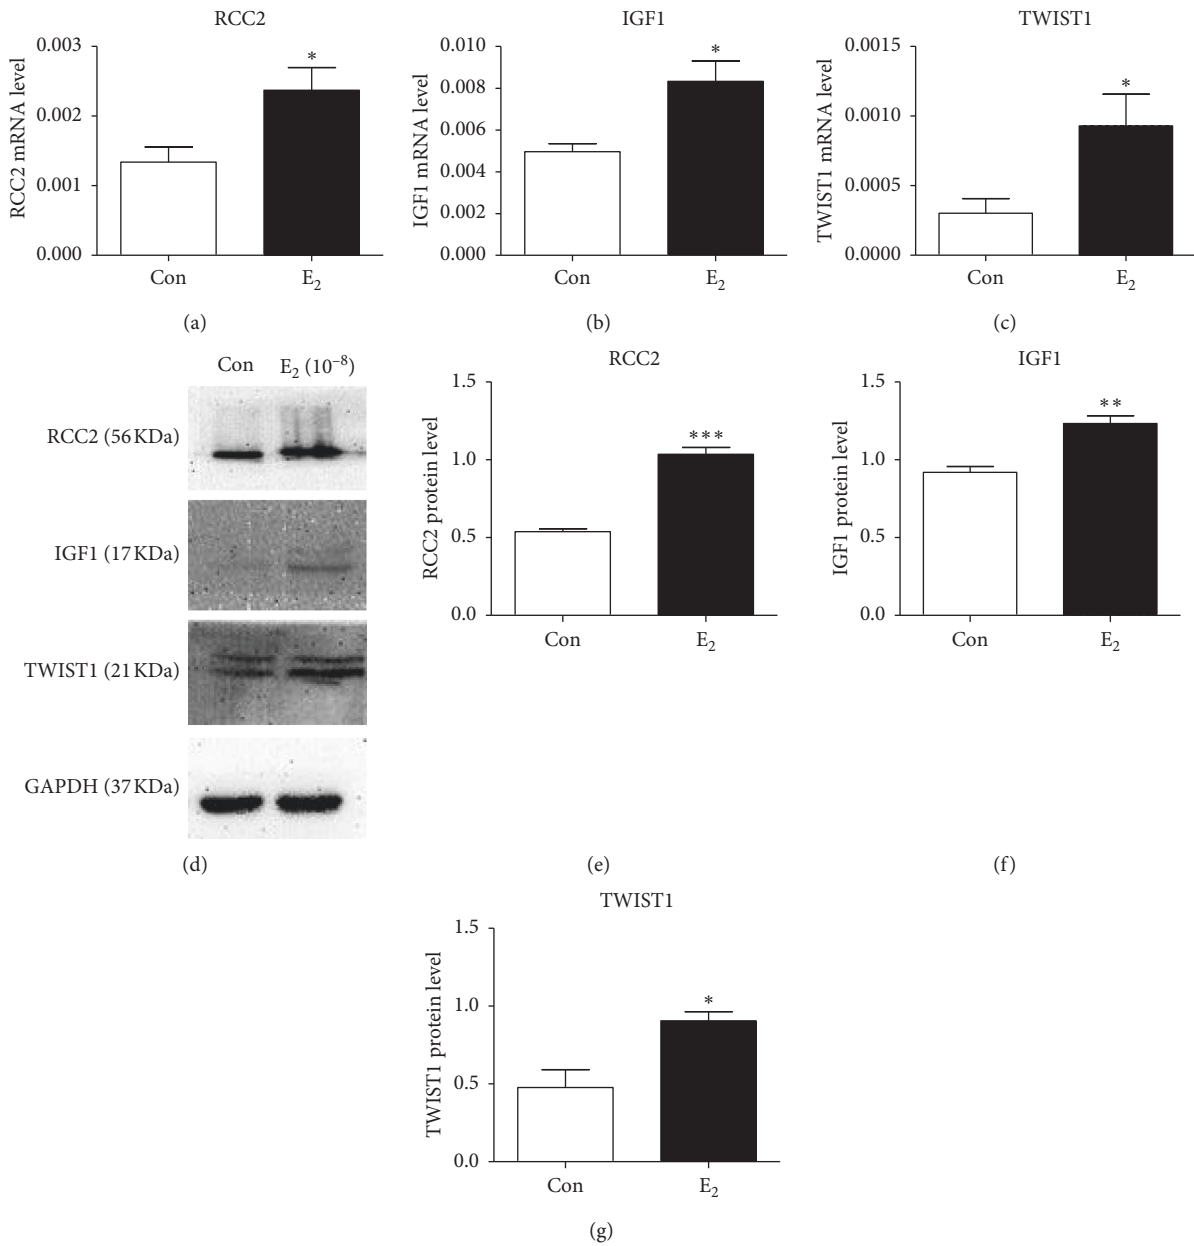 RCC2
RCC2 mRNA level
0.003
0.002
0.001
0.000
*
Con
E2
(a)
IGF1
IGF1 mRNA level
0.010
0.008
0.006
0.004
0.002
0.000
*
Con
E2
(b)
TWIST1
TWIST1 mRNA level
0.0015
0.0010
0.0005
0.0000
*
Con
E2
(c)
Con E2 (10–8)
RCC2 (56 KDa)
IGF1 (17 KDa)
TWIST1 (21 KDa)
GAPDH (37 KDa)
(d)
RCC2
RCC2 protein level
1.5
1.0
0.5
0.0
***
Con
E2
(e)
IGF1
IGF1 protein level
1.5
1.0
0.5
0.0
**
Con
E2
(f)
TWIST1
TWIST1 protein level
1.5
1.0
0.5
0.0
*
Con
E2
(g)